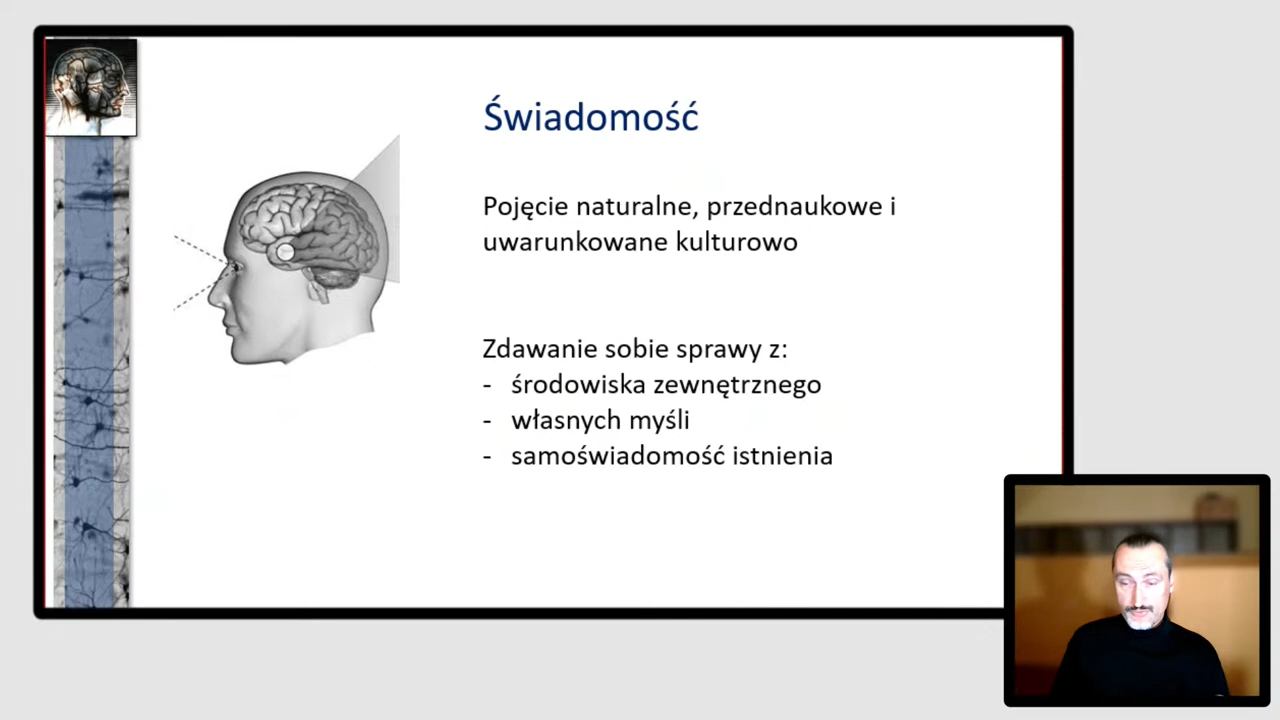 Świadomość
Pojęcie naturalne, przednaukowe i
uwarunkowane kulturowo
Zdawanie sobie sprawy z:
- środowiska zewnętrznego
- własnych myśli
- samoświadomość istnienia